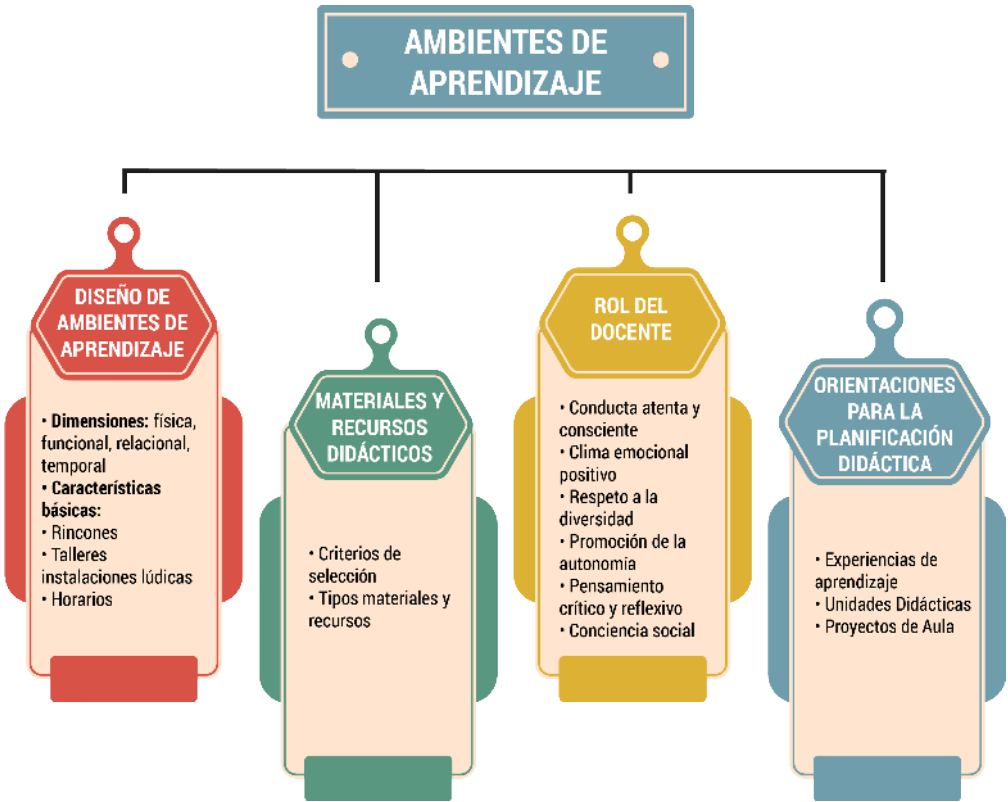 AMBIENTES DE
APRENDIZAJE
DISEÑO DE
AMBIENTES DE
APRENDIZAJE
• Dimensiones: física,
funcional, relacional,
temporal
• Características
básicas:
• Rincones
• Talleres
instalaciones lúdicas
• Horarios
MATERIALES Y
RECURSOS
DIDÁCTICOS
• Criterios de
selección
• Tipos materiales y
recursos
ROL DEL
DOCENTE
• Conducta atenta y
consciente
• Clima emocional
positivo
• Respeto a la
diversidad
• Promoción de la
autonomía
• Pensamiento
crítico y reflexivo
• Conciencia social
ORIENTACIONES
PARA LA
PLANIFICACIÓN
DIDÁCTICA
• Experiencias de
aprendizaje
• Unidades Didácticas
• Proyectos de Aula